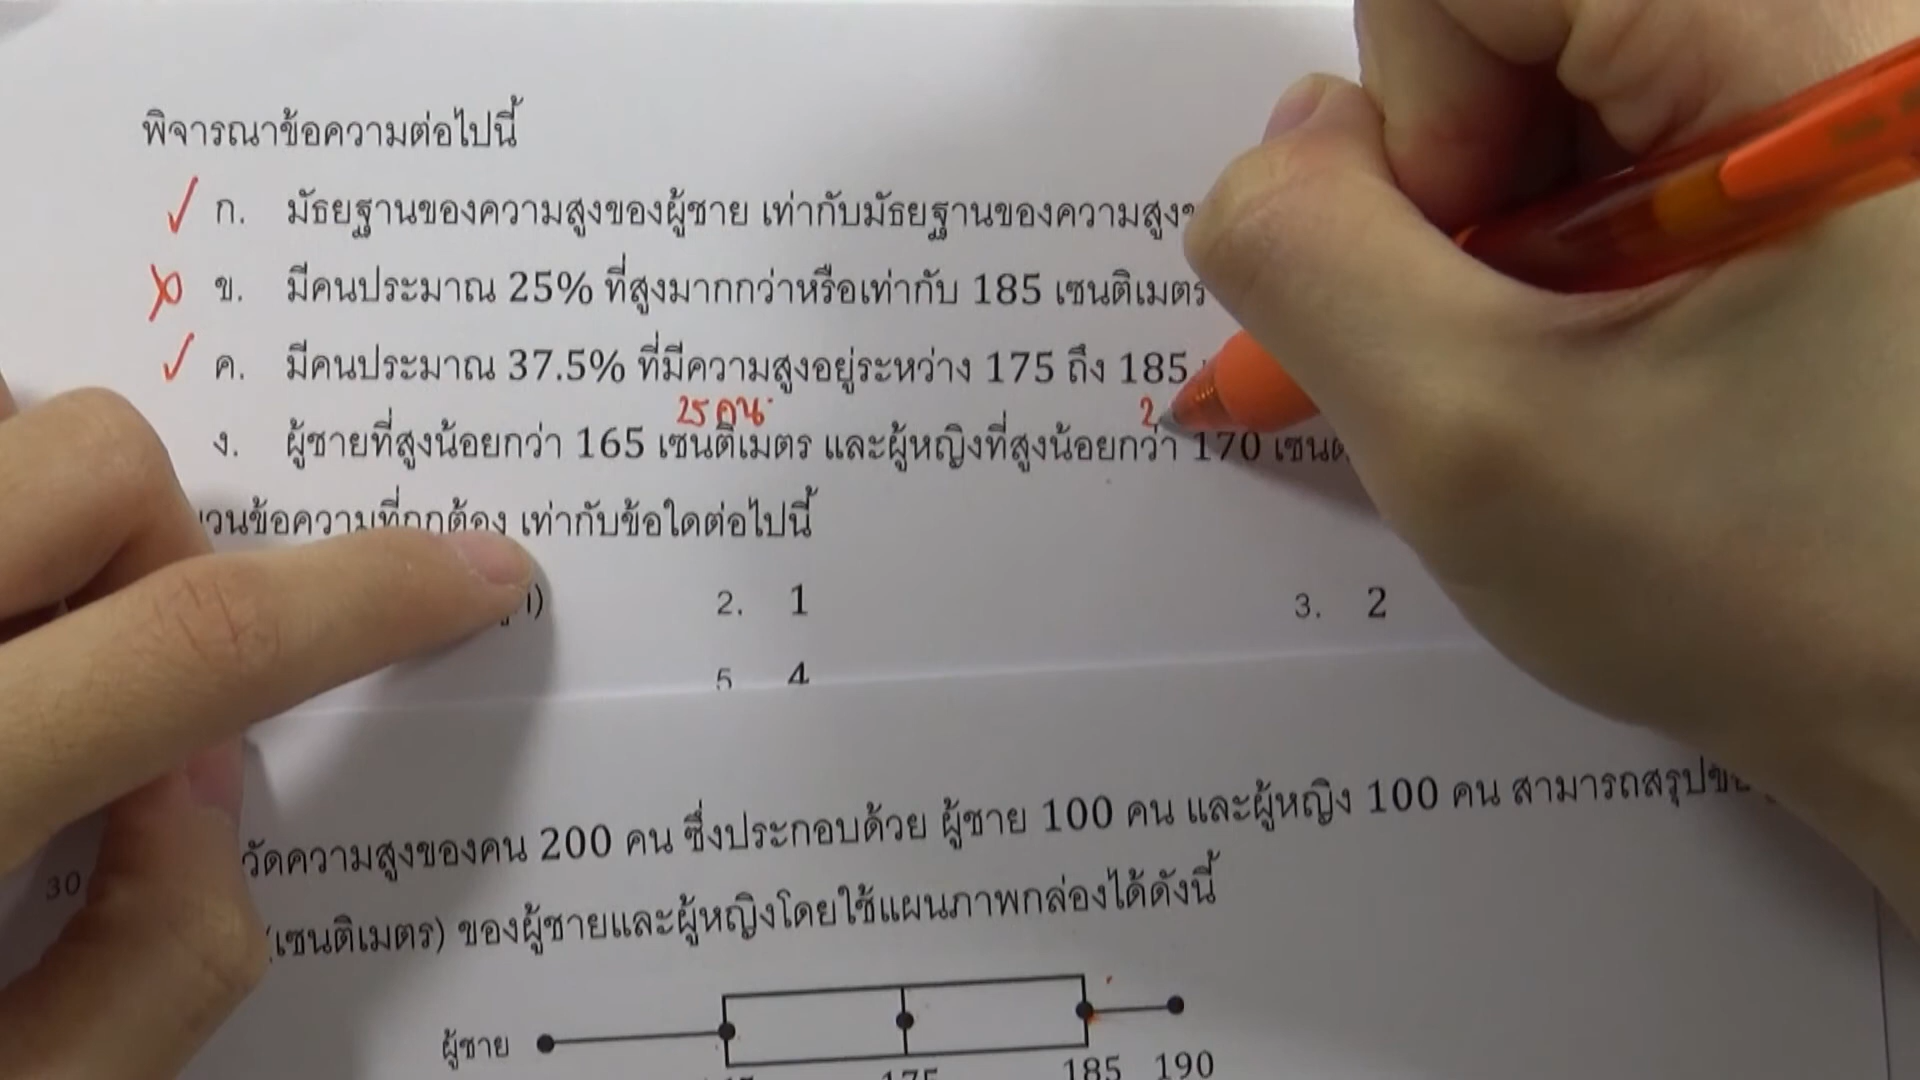 พิจารณาข้อความต่อไปนี้
✓ ก. มัธยฐานของความสูงของผู้ชาย เท่ากับมัธยฐานของความสูง
ข. มีคนประมาณ 25% ที่สูงมากกว่าหรือเท่ากับ 185 เซนติเมตร
✓ ค. มีคนประมาณ 37.5% ที่มีความสูงอยู่ระหว่าง 175 ถึง 185
25 คน 2
ง. ผู้ชายที่สูงน้อยกว่า 165 เซนติเมตร และผู้หญิงที่สูงน้อยกว่า 170
ข้อความที่ถูกต้อง เท่ากับข้อใดต่อไปนี้
2. 1 3. 2
5 4
30 วัดความสูงของคน 200 คน ซึ่งประกอบด้วย ผู้ชาย 100 คน และผู้หญิง 100 คน สามารถสรุป
(เซนติเมตร) ของผู้ชายและผู้หญิงโดยใช้แผนภาพกล่องได้ดังนี้
ผู้ชาย
175 185 190